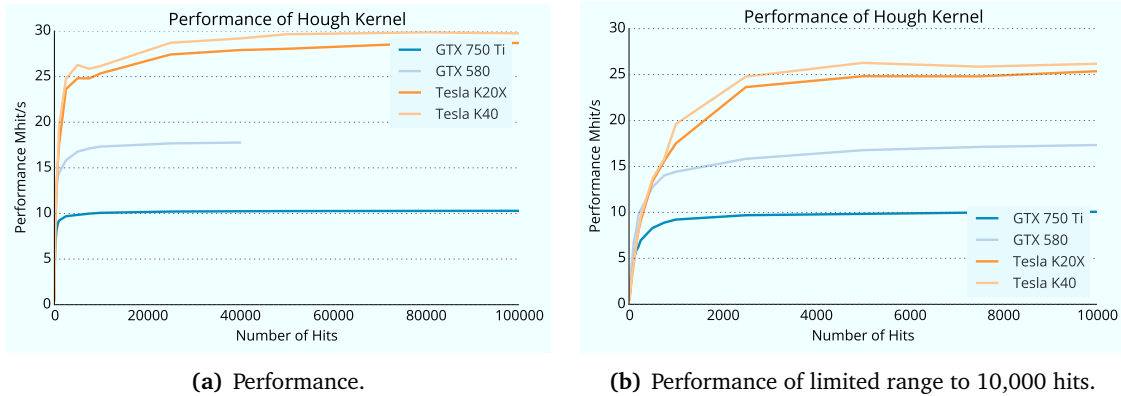 Performance of Hough Kernel
30
25
20
15
10
5
0
Performance Mhit/s
GTX 750 Ti
GTX 580
Tesla K20X
Tesla K40
0 20000 40000 60000 80000 100000
Number of Hits
(a) Performance.
Performance of Hough Kernel
30
25
20
15
10
5
0
Performance Mhit/s
GTX 750 Ti
GTX 580
Tesla K20X
Tesla K40
0 2000 4000 6000 8000 10000
Number of Hits
(b) Performance of limited range to 10,000 hits.